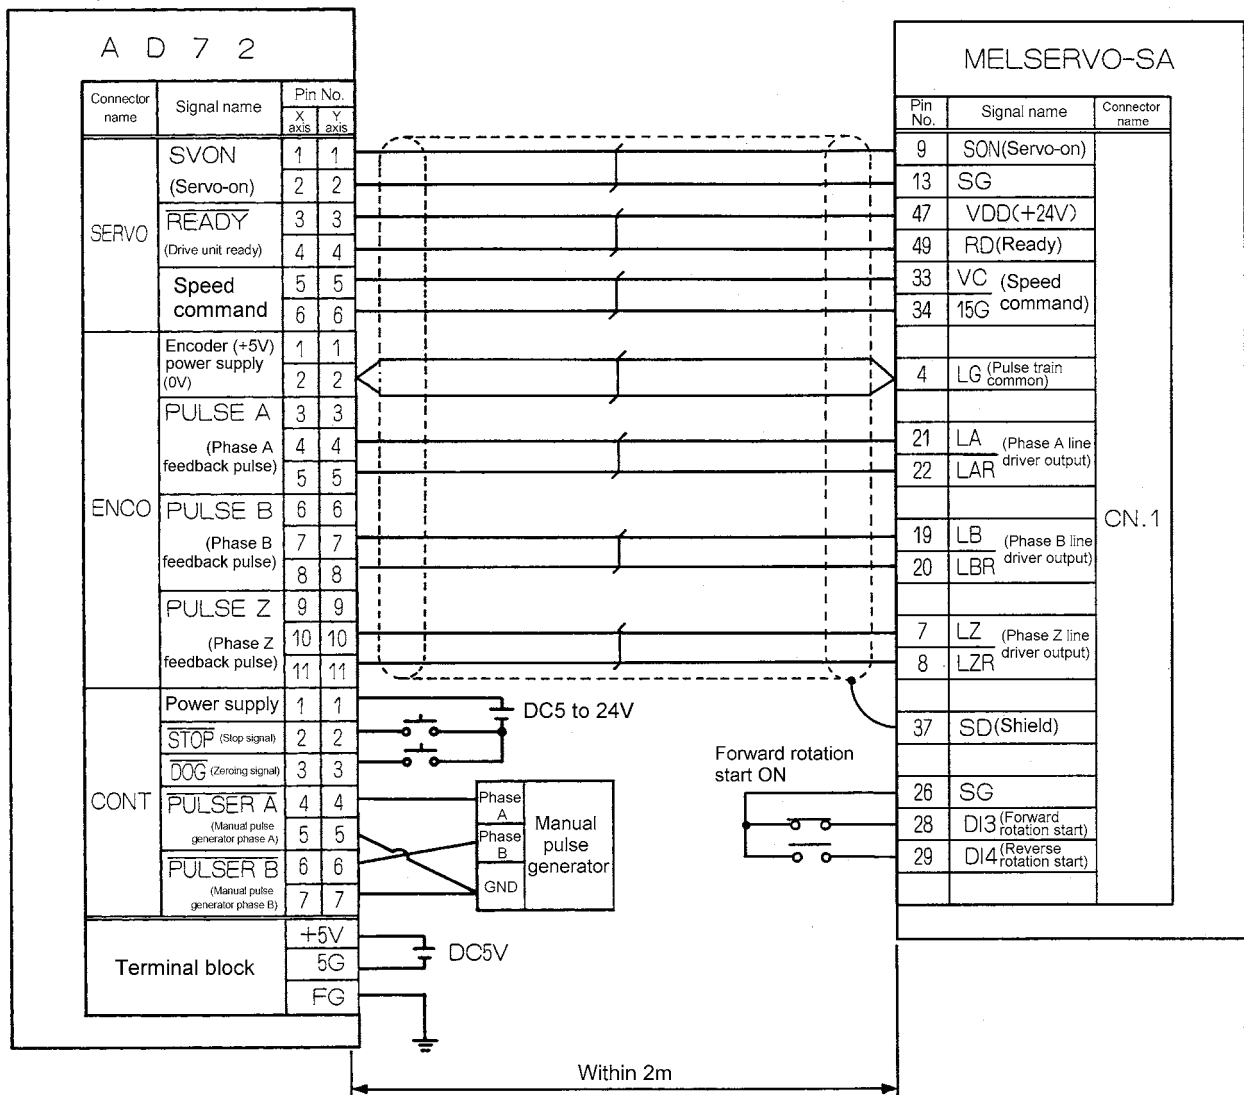 A D 7 2
Connector name
Signal name
Pin No.
X axis
Y axis
SERVO
SVON 1 1
(Servo-on) 2 2
READY 3 3
(Drive unit ready) 4 4
Speed 5 5
command 6 6
ENCO
Encoder (+5V) 1 1
power supply
(0V) 2 2
PULSE A 3 3
(Phase A 4 4
feedback pulse) 5 5
PULSE B 6 6
(Phase B 7 7
feedback pulse) 8 8
PULSE Z 9 9
(Phase Z 10 10
feedback pulse) 11 11
CONT
Power supply 1 1
STOP (Stop signal) 2 2
DOG (Zeroing signal) 3 3
PULSER A 4 4
(Manual pulse
generator phase A) 5 5
PULSER B 6 6
(Manual pulse
generator phase B) 7 7
Terminal block
+5V
5G
FG
DC5 to 24V
Phase A
Phase B
GND
Manual
pulse
generator
DC5V
MELSERVO-SA
Pin No.
Signal name
Connector name
9 SON(Servo-on)
13 SG
47 VDD(+24V)
49 RD(Ready)
33 VC (Speed
34 15G command)
4 LG (Pulse train
common)
21 LA (Phase A line
22 LAR driver output)
19 LB (Phase B line
20 LBR driver output)
7 LZ (Phase Z line
8 LZR driver output)
37 SD(Shield)
26 SG
28 DI3 (Forward
rotation start)
29 DI4 (Reverse
rotation start)
CN.1
Forward rotation
start ON
Within 2m